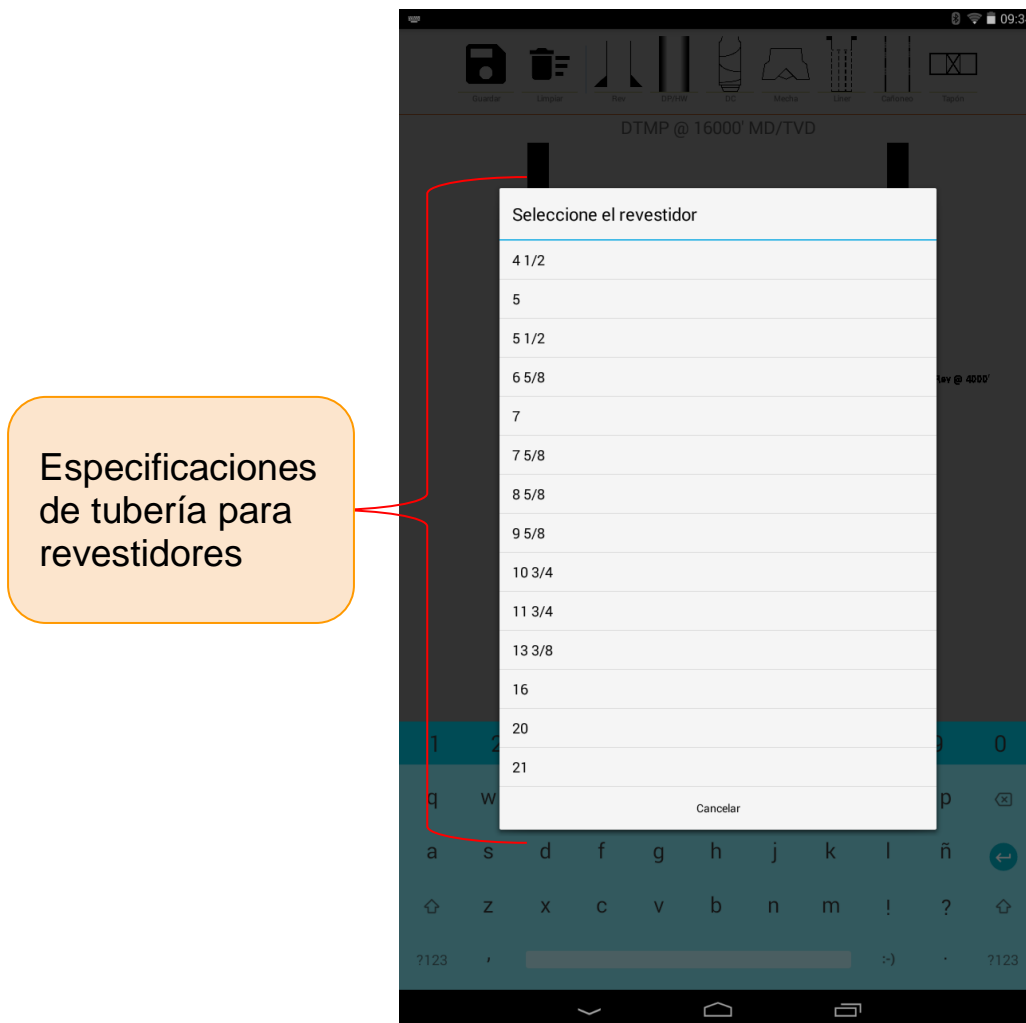 09:3
Guardar Limpiar Rev DP/HW DC Mecha Liner Cañoneo Tapón
DTMP @ 16000' MD/TVD
Seleccione el revestidor
4 1/2
5
5 1/2
6 5/8
Rev @ 4000'
7
7 5/8
8 5/8
9 5/8
10 3/4
11 3/4
13 3/8
16
20
21
Cancelar
Especificaciones
de tubería para
revestidores
1 2 9 0
q w p
a s d f g h j k l ñ
z x c v b n m ! ?
?123 , :-) . ?123